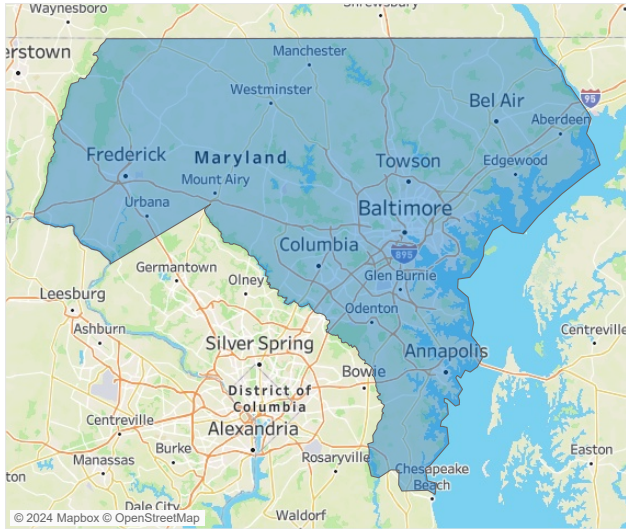 Waynesboro
Shrewsbury
erstown
Manchester
Westminster
Bel Air
95
Aberdeen
Frederick
Maryland
Towson
Edgewood
Mount Airy
Urbana
Baltimore
Columbia
895
Germantown
Olney
Glen Burnie
Leesburg
Odenton
Ashburn
Centreville
Silver Spring
Annapolis
Bowie
District of
Columbia
Centreville
Alexandria
Burke
Easton
Manassas
Rosaryville
Chesapeake
Beach
ton
Dale City
Waldorf
© 2024 Mapbox © OpenStreetMap